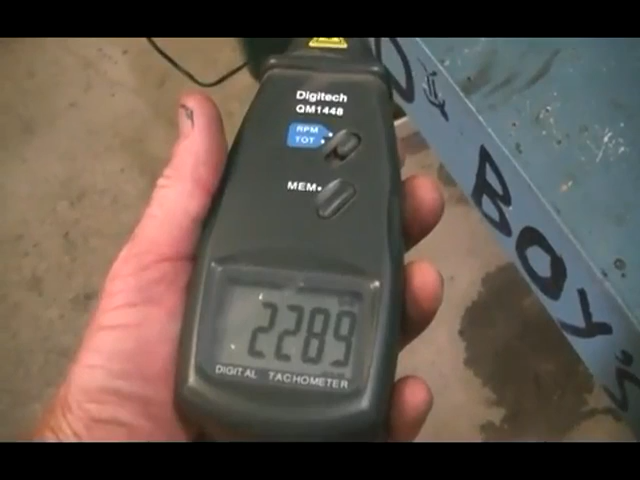 Digitech
QM1448
RPM
TOT
MEM
2289
DIGITAL TACHOMETER
BOY'S